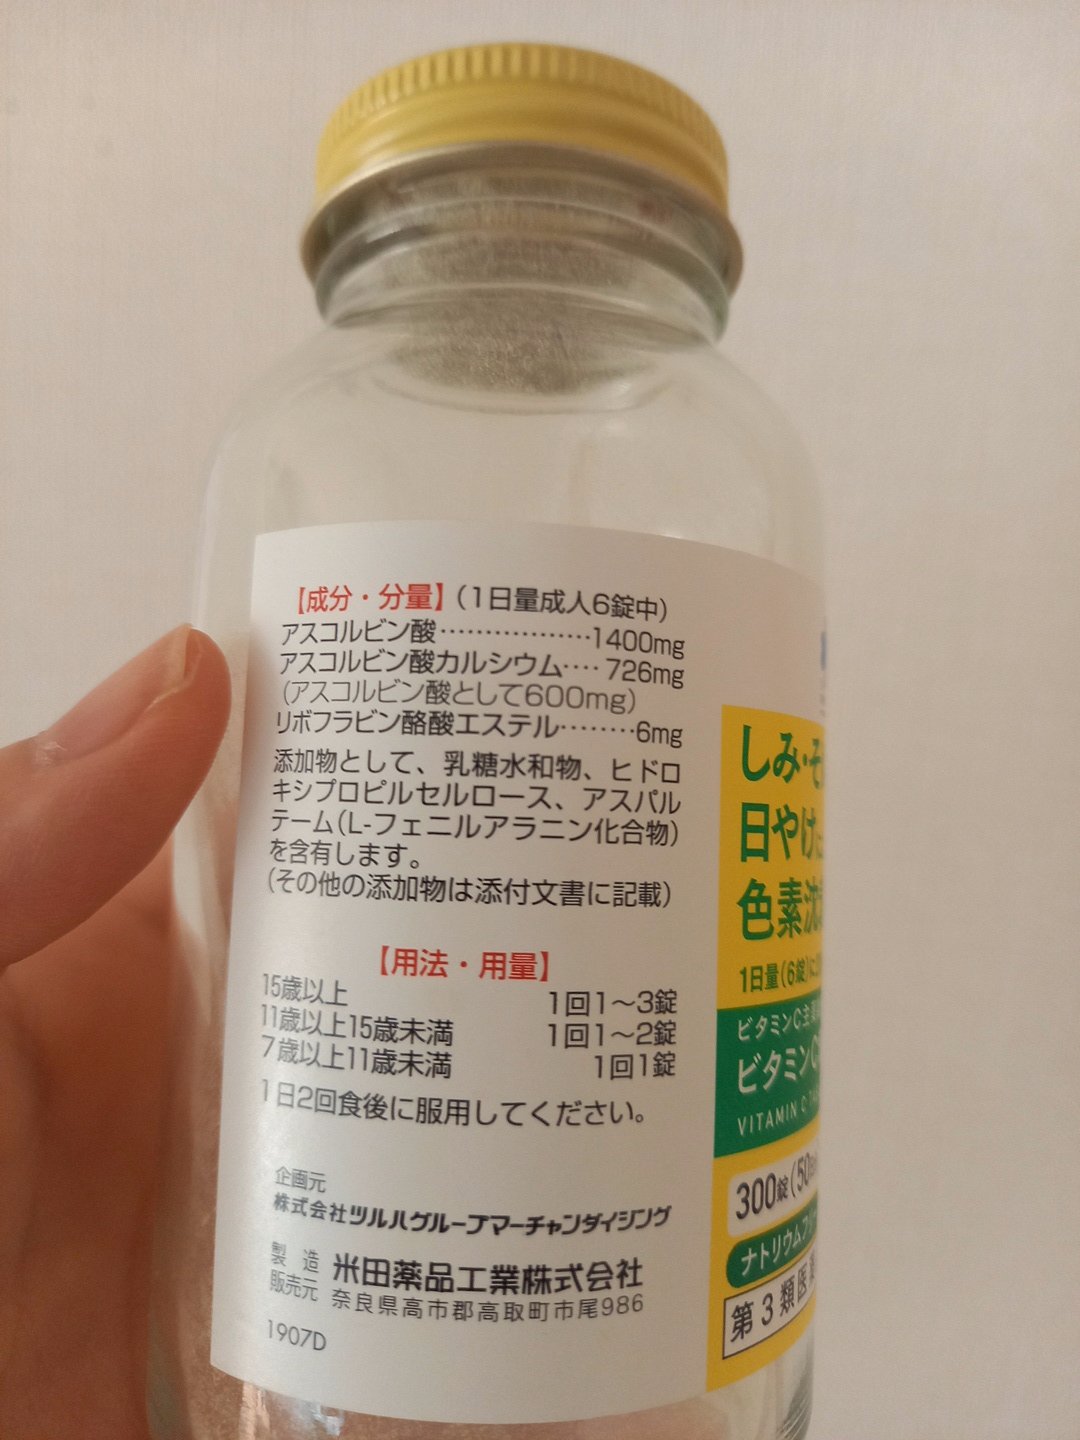 【成分・分量】(1日量成人6錠中)
アスコルビン酸‥‥‥‥‥‥‥‥1400mg
アスコルビン酸カルシウム‥‥726mg
(アスコルビン酸として600mg)
リボフラビン酪酸エステル‥‥‥‥6mg
添加物として、乳糖水和物、ヒドロ
キシプロピルセルロース、アスパル
テーム(L-フェニルアラニン化合物)
を含有します。
(その他の添加物は添付文書に記載)
【用法・用量】
15歳以上 1回1〜3錠
11歳以上15歳未満 1回1〜2錠
7歳以上11歳未満 1回1錠
1日2回食後に服用してください。
企画元
株式会社ツルハグループマーチャンダイジング
製造
販売元
米田薬品工業株式会社
奈良県高市郡高取町市尾986
1907D
しみ・そ
日やけ
色素沈
1日量(6錠)に
ビタミンC主
ビタミンC
VITAMIN C
300錠(50
ナトリウムフ
第3類医